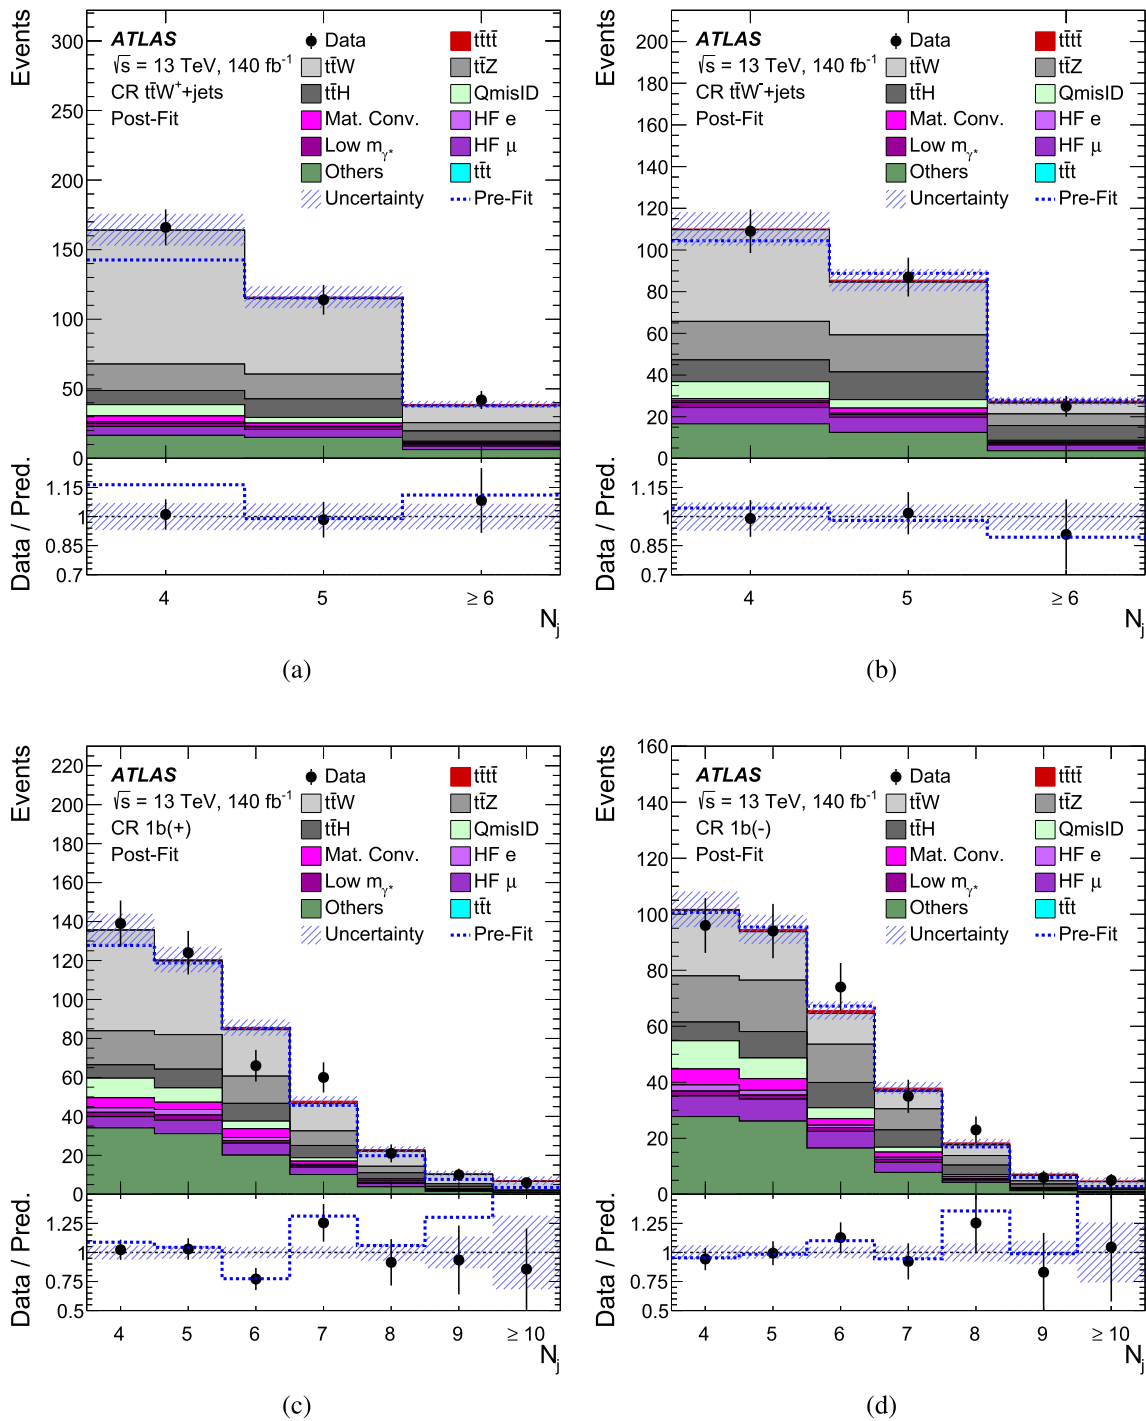 (a)
Events
ATLAS
√s = 13 TeV, 140 fb⁻¹
CR tt̄W⁺+jets
Post-Fit
Data
tt̄tt̄
tt̄W
tt̄Z
tt̄H
QmisID
Mat. Conv.
HF e
Low m_γ*
HF μ
Others
tt̄t
Uncertainty
Pre-Fit
300
250
200
150
100
50
0
Data / Pred.
1.15
1
0.85
0.7
4 5 ≥ 6
N_j
(b)
Events
ATLAS
√s = 13 TeV, 140 fb⁻¹
CR tt̄W⁻+jets
Post-Fit
Data
tt̄tt̄
tt̄W
tt̄Z
tt̄H
QmisID
Mat. Conv.
HF e
Low m_γ*
HF μ
Others
tt̄t
Uncertainty
Pre-Fit
200
180
160
140
120
100
80
60
40
20
0
Data / Pred.
1.15
1
0.85
0.7
4 5 ≥ 6
N_j
(a)
(b)
Events
ATLAS
√s = 13 TeV, 140 fb⁻¹
CR 1b(+)
Post-Fit
Data
tt̄tt̄
tt̄W
tt̄Z
tt̄H
QmisID
Mat. Conv.
HF e
Low m_γ*
HF μ
Others
tt̄t
Uncertainty
Pre-Fit
220
200
180
160
140
120
100
80
60
40
20
0
Data / Pred.
1.25
1
0.75
0.5
4 5 6 7 8 9 ≥ 10
N_j
Events
ATLAS
√s = 13 TeV, 140 fb⁻¹
CR 1b(-)
Post-Fit
Data
tt̄tt̄
tt̄W
tt̄Z
tt̄H
QmisID
Mat. Conv.
HF e
Low m_γ*
HF μ
Others
tt̄t
Uncertainty
Pre-Fit
160
140
120
100
80
60
40
20
0
Data / Pred.
1.25
1
0.75
0.5
4 5 6 7 8 9 ≥ 10
N_j
(c)
(d)